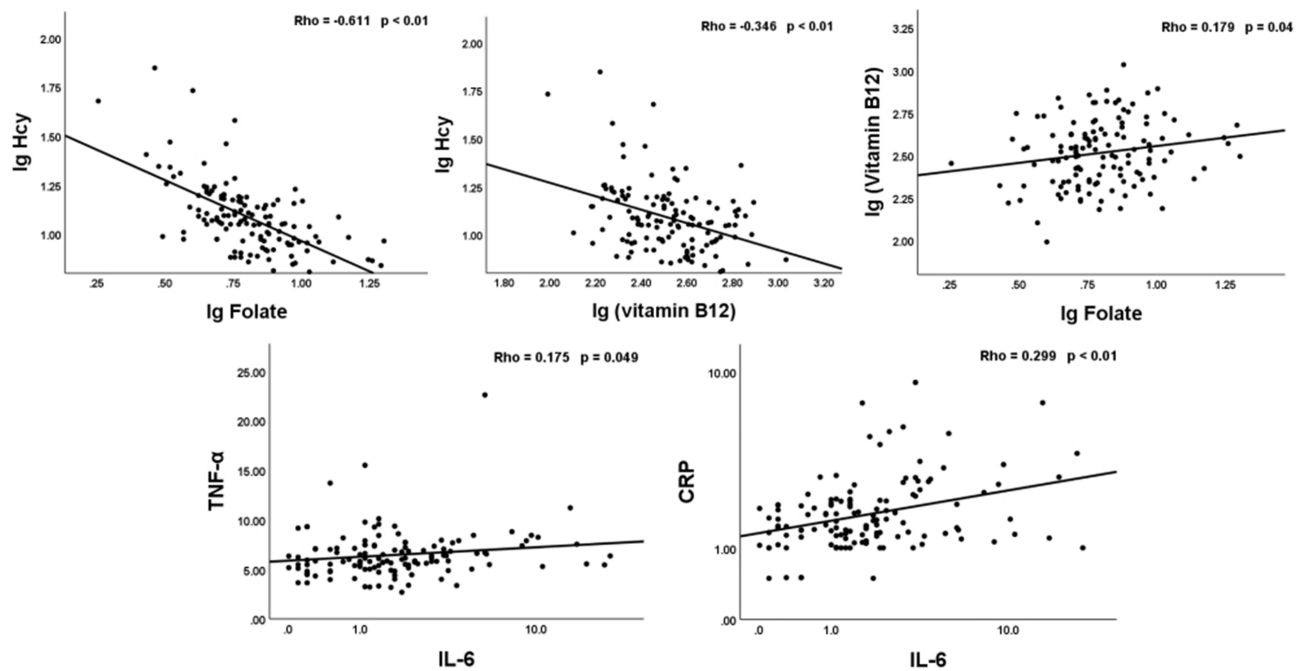 Rho = -0.611 p < 0.01
2.00
1.75
1.50
1.25
1.00
lg Hcy
.25 .50 .75 1.00 1.25
lg Folate
Rho = -0.346 p < 0.01
2.00
1.75
1.50
1.25
1.00
lg Hcy
1.80 2.00 2.20 2.40 2.60 2.80 3.00 3.20
lg (vitamin B12)
Rho = 0.179 p = 0.04
3.25
3.00
2.75
2.50
2.25
2.00
lg (Vitamin B12)
.25 .50 .75 1.00 1.25
lg Folate
Rho = 0.175 p = 0.049
25.00
20.00
15.00
10.00
5.00
.00
TNF-α
.0 1.0 10.0
IL-6
Rho = 0.299 p < 0.01
10.00
1.00
.00
CRP
.0 1.0 10.0
IL-6